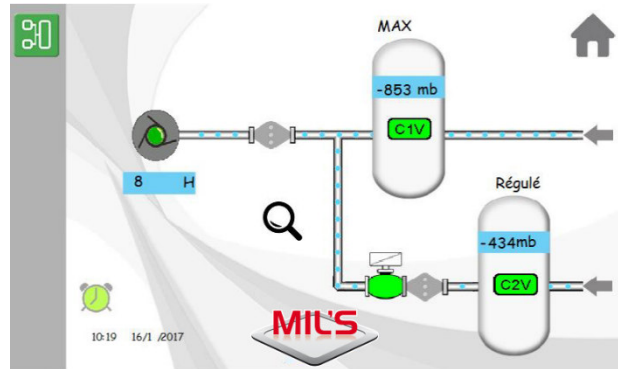 MAX
-853 mb
C1V
8 H
Régulé
-434mb
C2V
MIL'S
10:19 16/1 /2017